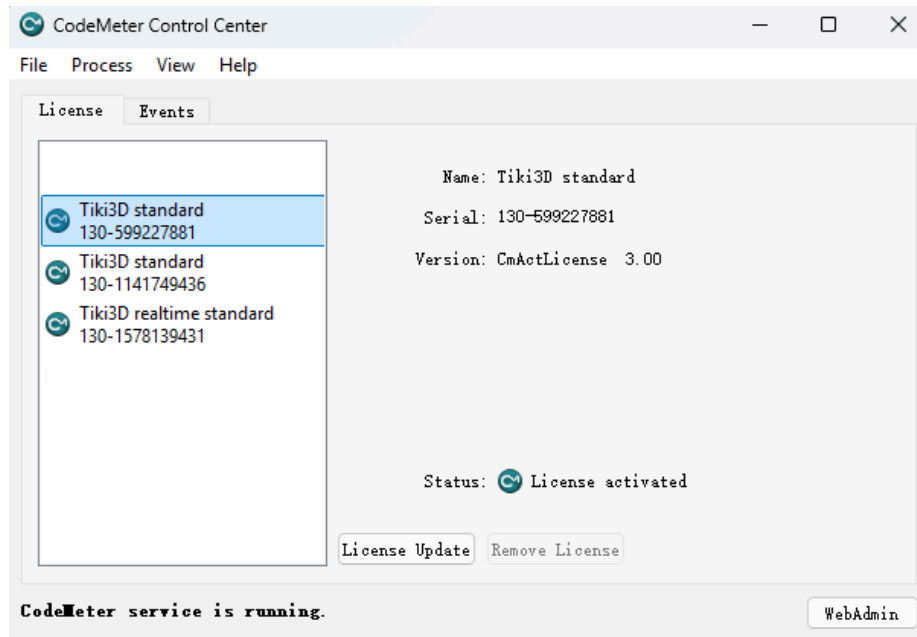 CodeMeter Control Center
File Process View Help
License Events
Tiki3D standard
130-599227881
Tiki3D standard
130-1141749436
Tiki3D realtime standard
130-1578139431
Name: Tiki3D standard
Serial: 130-599227881
Version: CmActLicense 3.00
Status: License activated
License Update Remove License
CodeMeter service is running.
WebAdmin